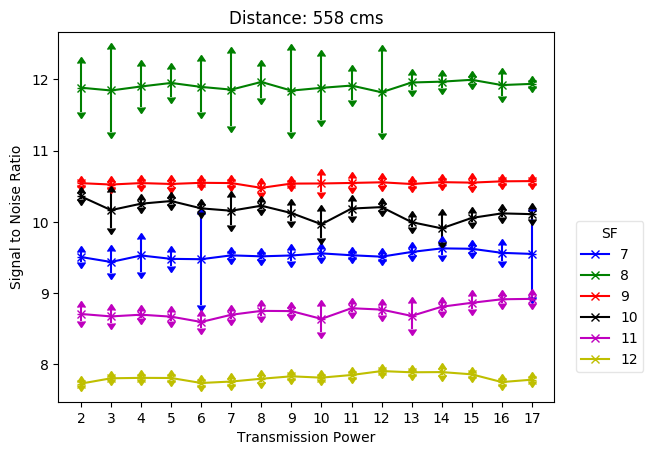 Distance: 558 cms
Signal to Noise Ratio
12
11
10
9
8
2 3 4 5 6 7 8 9 10 11 12 13 14 15 16 17
Transmission Power
SF
7
8
9
10
11
12